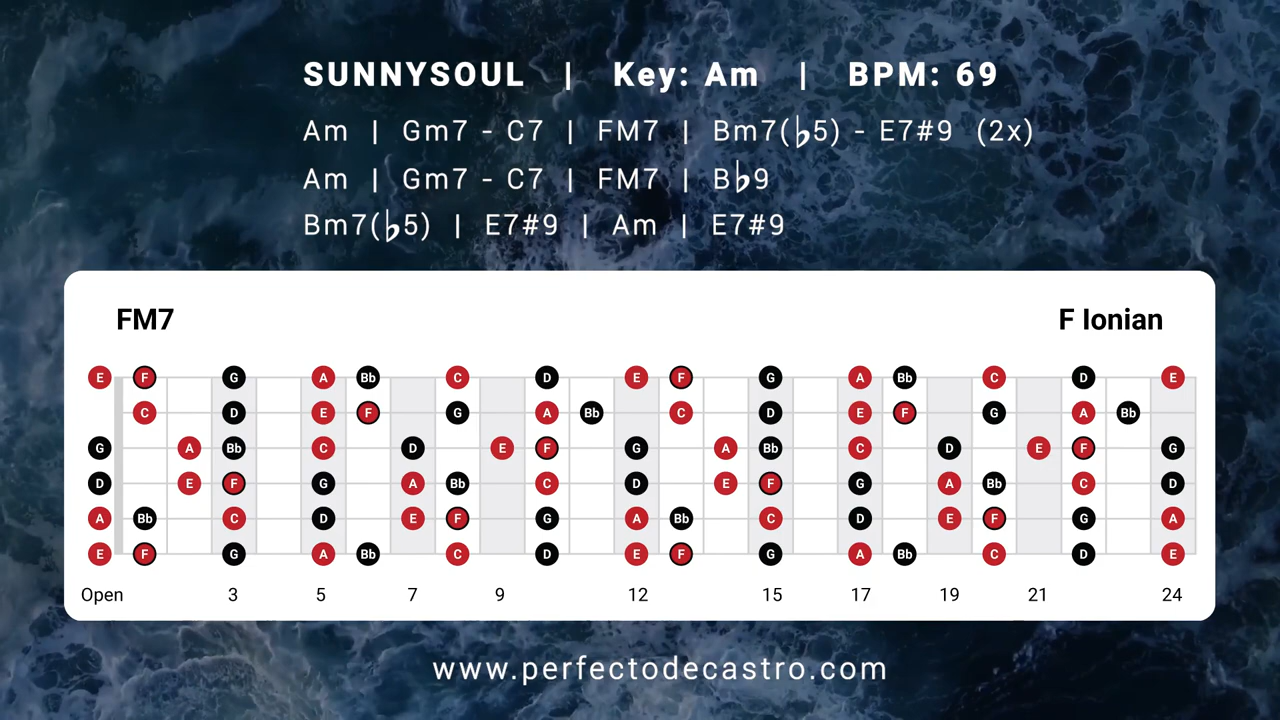 SUNNYSOUL | Key: Am | BPM: 69
Am | Gm7 - C7 | FM7 | Bm7(♭5) - E7#9 (2x)
Am | Gm7 - C7 | FM7 | B♭9
Bm7(♭5) | E7#9 | Am | E7#9
FM7 F Ionian
E F G A Bb C D E F G A Bb C D E
C D E F G A Bb C D E F G A Bb
G A Bb C D E F G A Bb C D E F G
D E F G A Bb C D E F G A Bb C D
A Bb C D E F G A Bb C D E F G A
E F G A Bb C D E F G A Bb C D E
Open 3 5 7 9 12 15 17 19 21 24
www.perfectodecastro.com